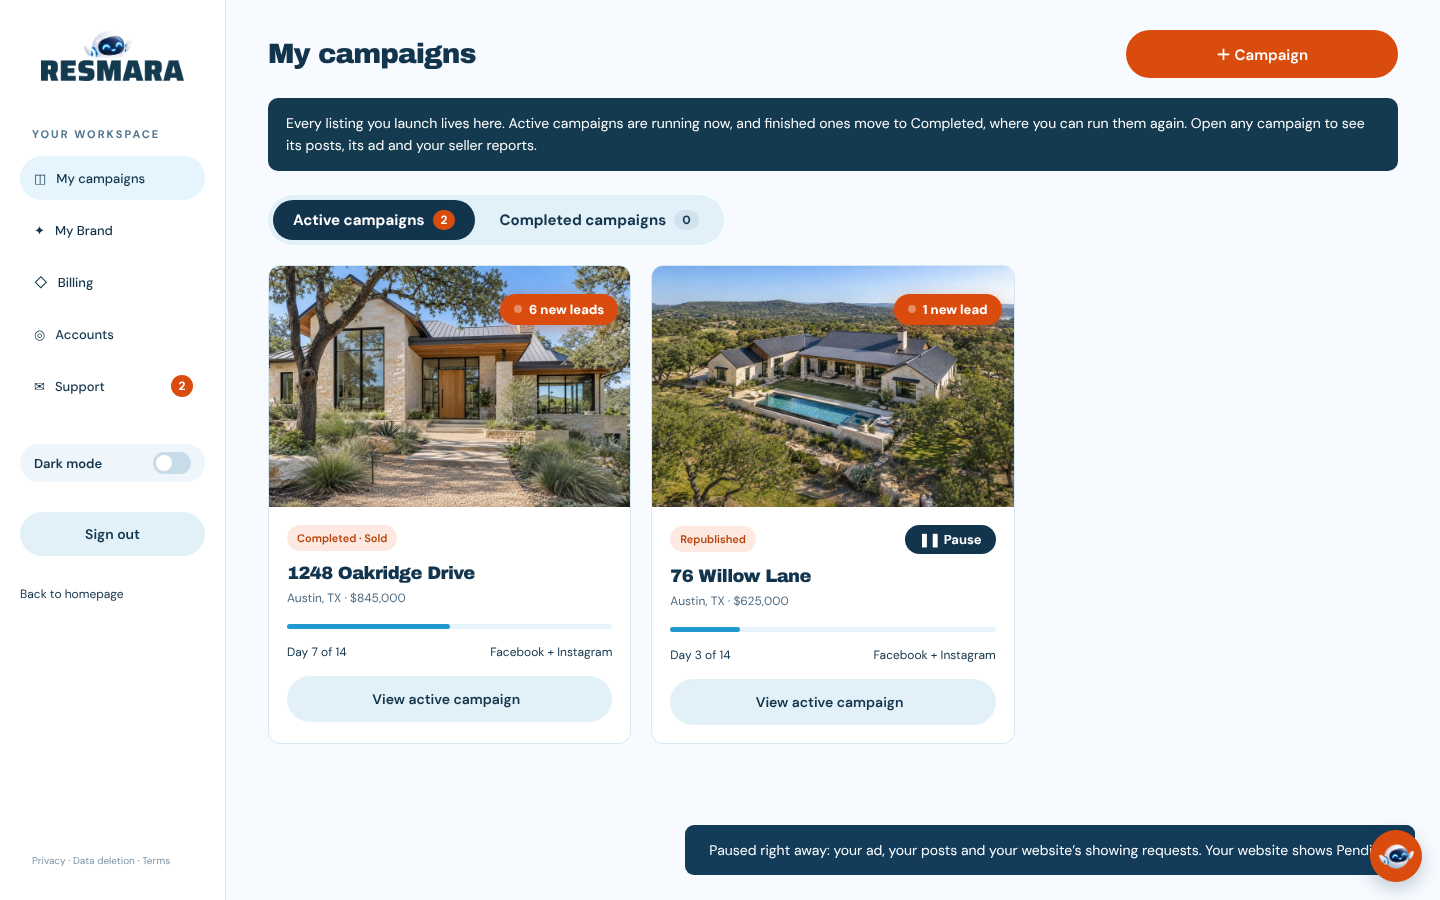 RESMARA
YOUR WORKSPACE
My campaigns
My Brand
Billing
Accounts
Support 2
Dark mode
Sign out
Back to homepage
Privacy · Data deletion · Terms
My campaigns
+ Campaign
Every listing you launch lives here. Active campaigns are running now, and finished ones move to Completed, where you can run them again. Open any campaign to see
its posts, its ad and your seller reports.
Active campaigns 2
Completed campaigns 0
6 new leads
Completed · Sold
1248 Oakridge Drive
Austin, TX · $845,000
Day 7 of 14
Facebook + Instagram
View active campaign
1 new lead
Republished
Pause
76 Willow Lane
Austin, TX · $625,000
Day 3 of 14
Facebook + Instagram
View active campaign
Paused right away: your ad, your posts and your website's showing requests. Your website shows